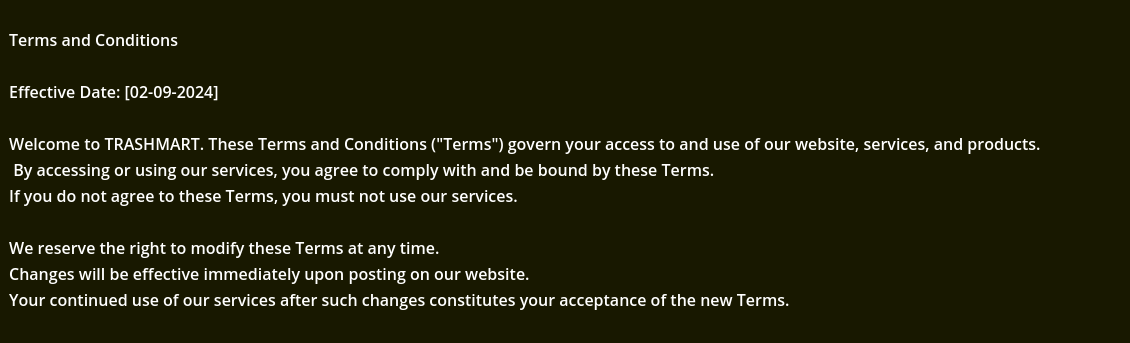 Terms and Conditions
Effective Date: [02-09-2024]
Welcome to TRASHMART. These Terms and Conditions ("Terms") govern your access to and use of our website, services, and products.
By accessing or using our services, you agree to comply with and be bound by these Terms.
If you do not agree to these Terms, you must not use our services.
We reserve the right to modify these Terms at any time.
Changes will be effective immediately upon posting on our website.
Your continued use of our services after such changes constitutes your acceptance of the new Terms.